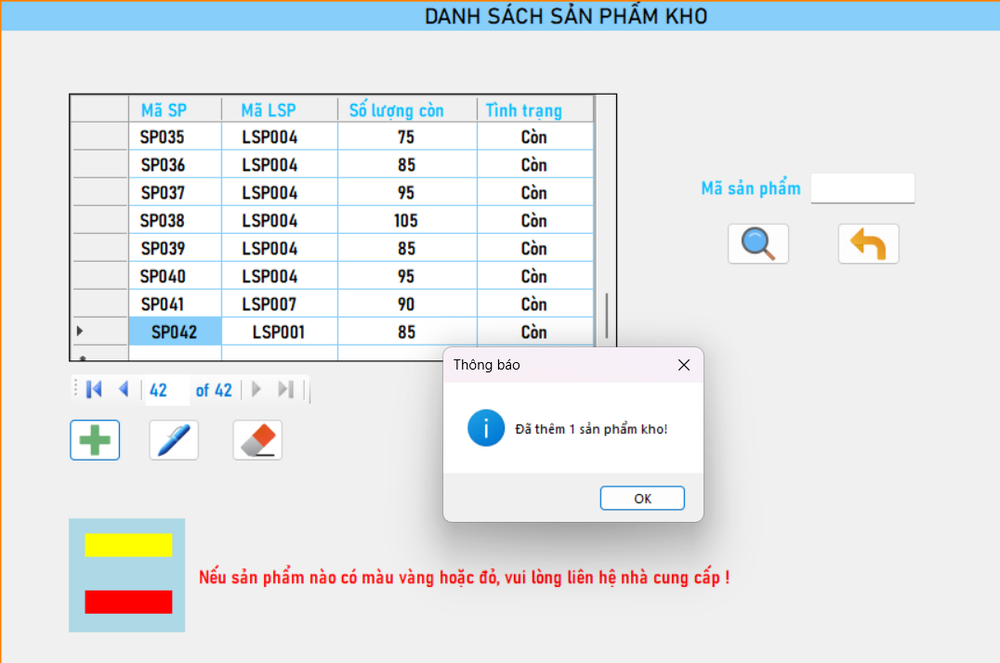 DANH SÁCH SẢN PHẨM KHO
Mã SP Mã LSP Số lượng còn Tình trạng
SP035 LSP004 75 Còn
SP036 LSP004 85 Còn
SP037 LSP004 95 Còn
SP038 LSP004 105 Còn
SP039 LSP004 85 Còn
SP040 LSP004 95 Còn
SP041 LSP007 90 Còn
SP042 LSP001 85 Còn
Mã sản phẩm
42 of 42
Thông báo
Đã thêm 1 sản phẩm kho!
OK
Nếu sản phẩm nào có màu vàng hoặc đỏ, vui lòng liên hệ nhà cung cấp !